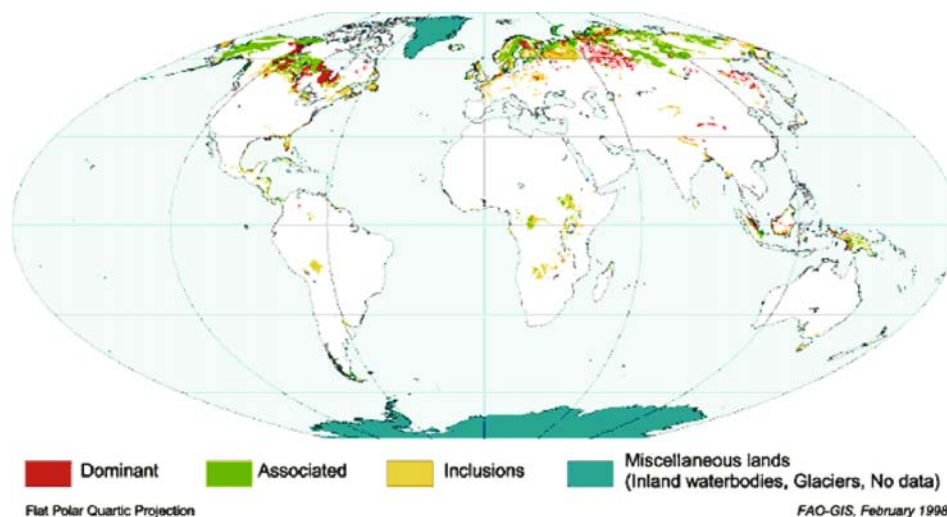 Dominant
Associated
Inclusions
Miscellaneous lands
(Inland waterbodies, Glaciers, No data)
Flat Polar Quartic Projection
FAO-GIS, February 1998